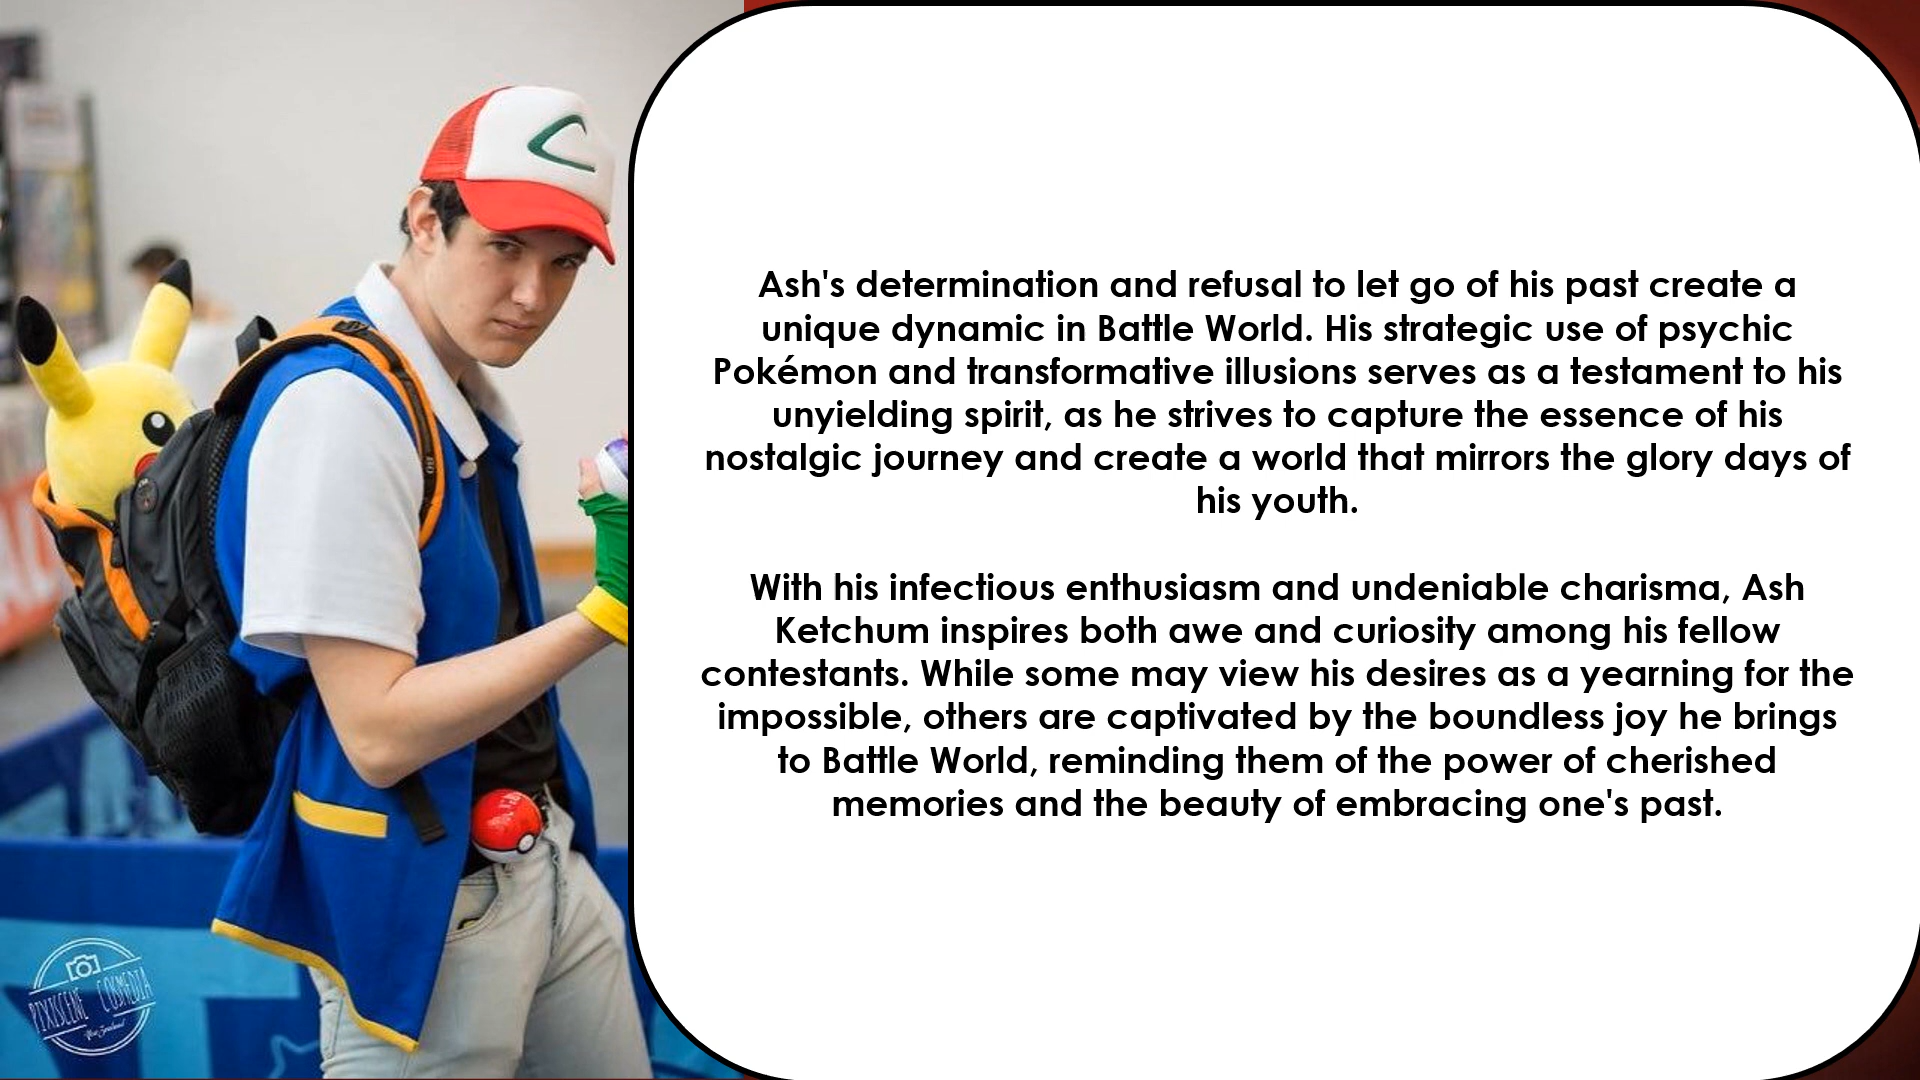 Ash's determination and refusal to let go of his past create a
unique dynamic in Battle World. His strategic use of psychic
Pokémon and transformative illusions serves as a testament to his
unyielding spirit, as he strives to capture the essence of his
nostalgic journey and create a world that mirrors the glory days of
his youth.
With his infectious enthusiasm and undeniable charisma, Ash
Ketchum inspires both awe and curiosity among his fellow
contestants. While some may view his desires as a yearning for the
impossible, others are captivated by the boundless joy he brings
to Battle World, reminding them of the power of cherished
memories and the beauty of embracing one's past.
PIXISCENE COSMEDIA
New Zealand